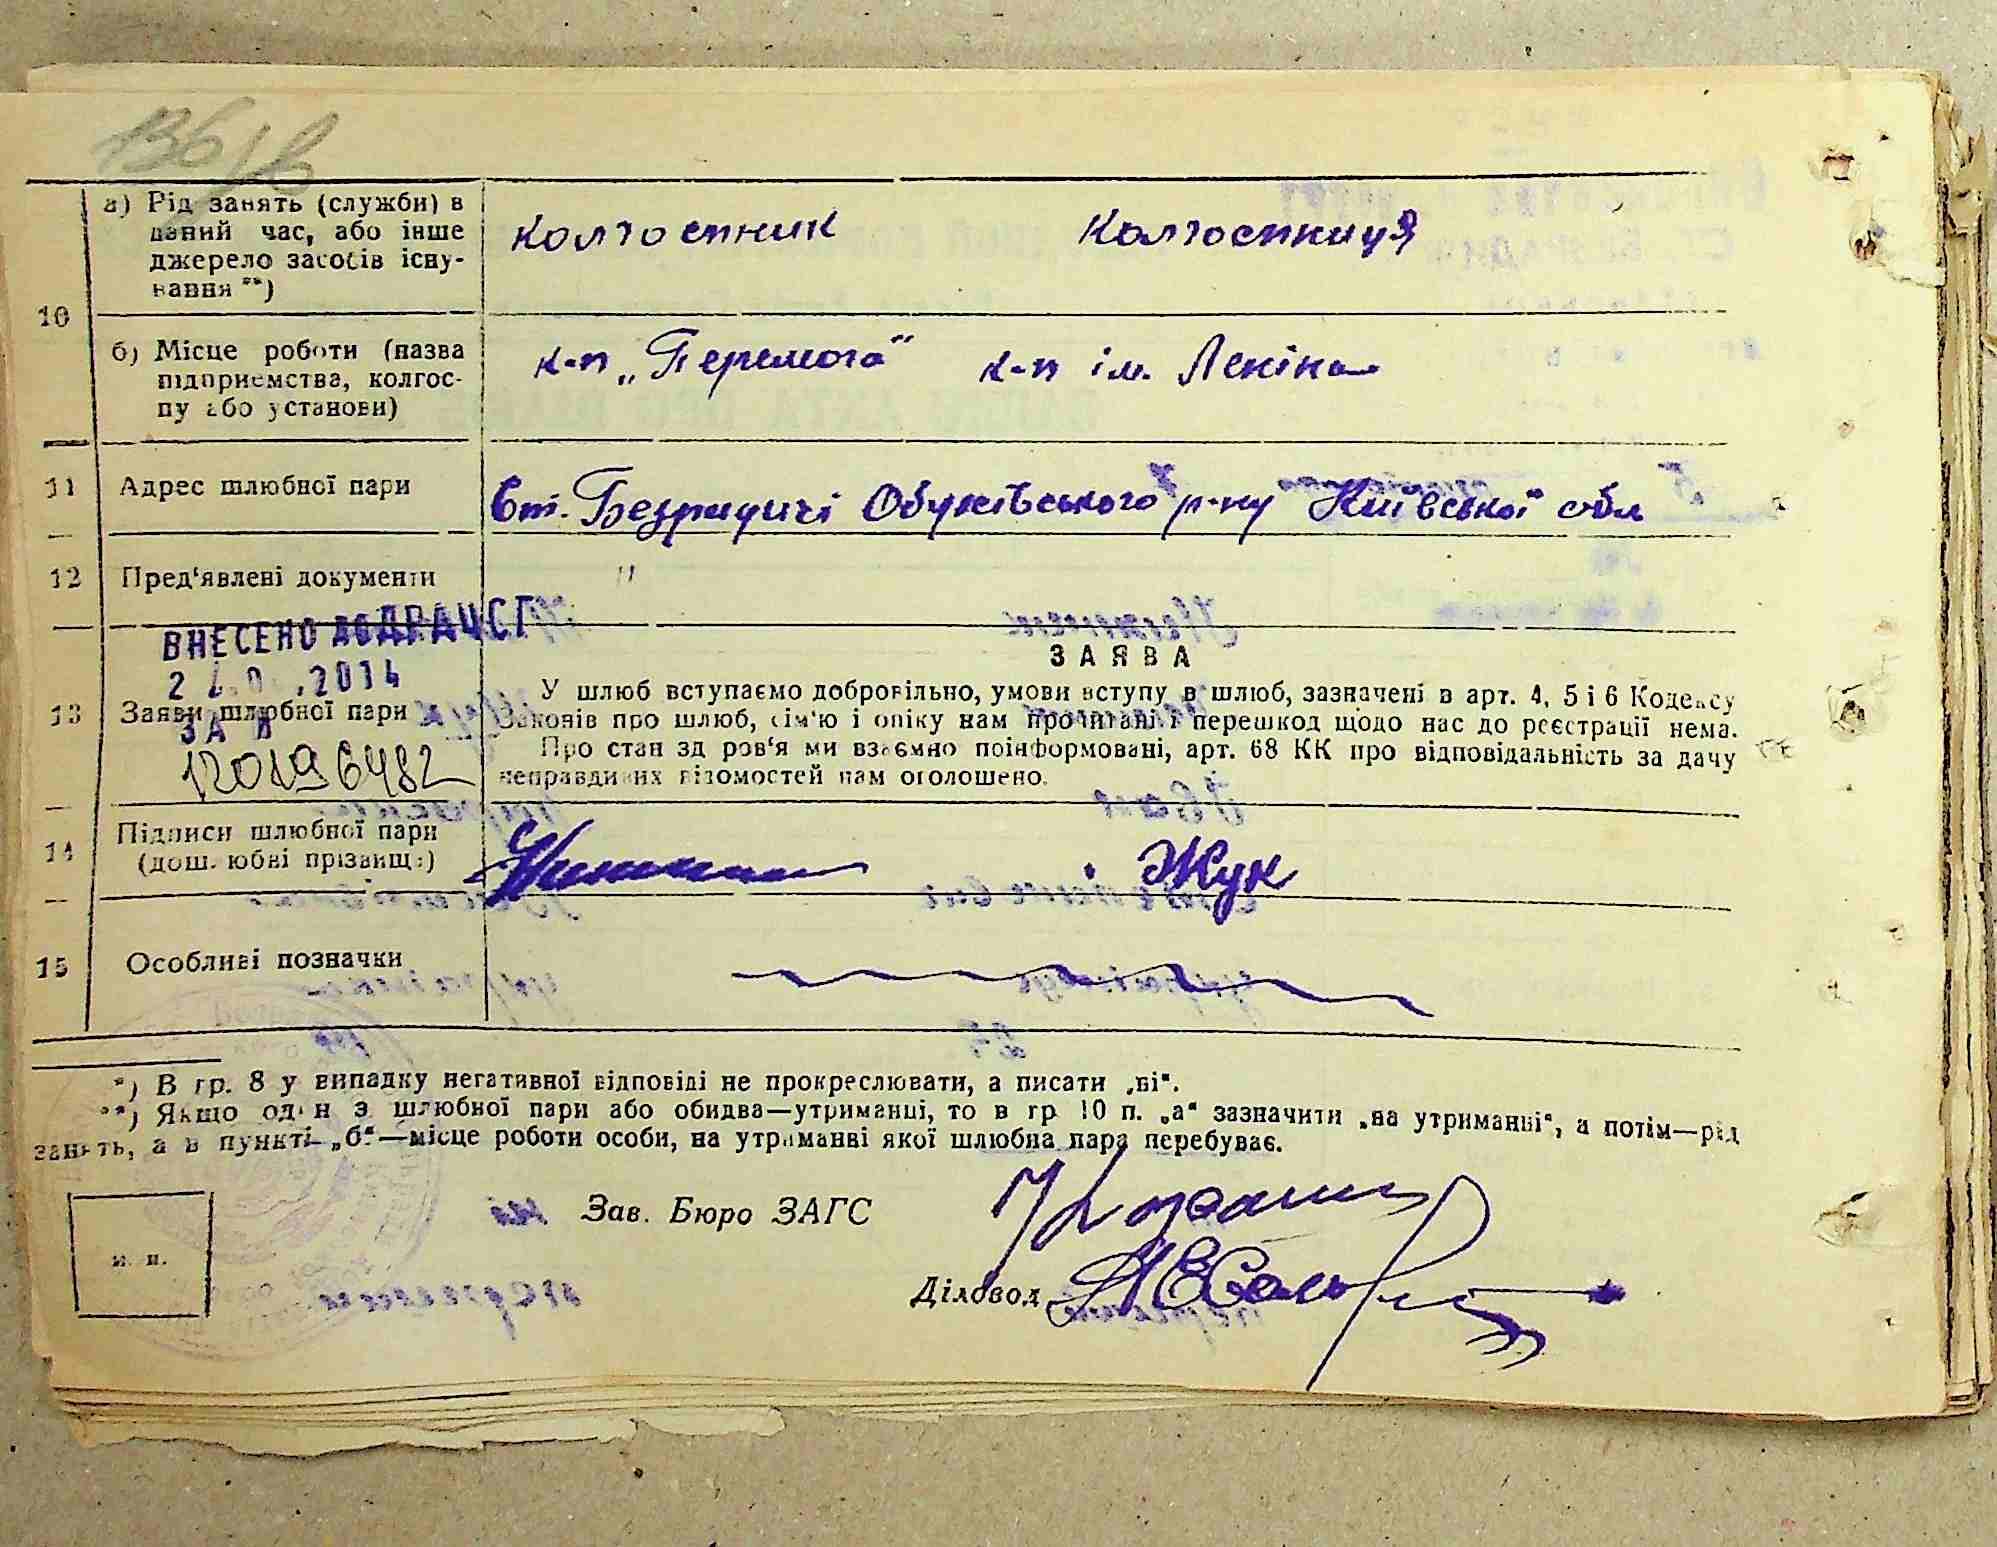 136
10
а) Рід занять (служби) в
даний час, або інше
джерело засобів існу-
вання **)
колгоспник колгоспниця
б) Місце роботи (назва
підприємства, колгос-
пу або установи)
к-п „Перемога" к-п ім. Леніна
11 Адрес шлюбної пари Ст. Безрадичі Обухівського р-ну Київської обл
12 Пред'явлені документи "
ВНЕСЕНО ДО ДРАЦСГ
2014
ЗА
120196482
13 Заяви шлюбної пари
ЗАЯВА
У шлюб вступаємо добровільно, умови вступу в шлюб, зазначені в арт. 4, 5 і 6 Кодексу
Законів про шлюб, сім'ю і опіку нам прочитані і перешкод щодо нас до реєстрації нема.
Про стан здоров'я ми взаємно поінформовані, арт. 68 КК про відповідальність за дачу
неправдивих відомостей нам оголошено.
14 Підписи шлюбної пари
(дошлюбні прізвища)
Жук
15 Особливі позначки
*) В гр. 8 у випадку негативної відповіді не прокреслювати, а писати „ні".
**) Якщо один з шлюбної пари або обидва—утриманці, то в гр. 10 п. „а" зазначити „на утриманні", а потім—рід
занять, а в пункті „б"—місце роботи особи, на утриманні якої шлюбна пара перебуває.
м. п.
Зав. Бюро ЗАГС
Діловод